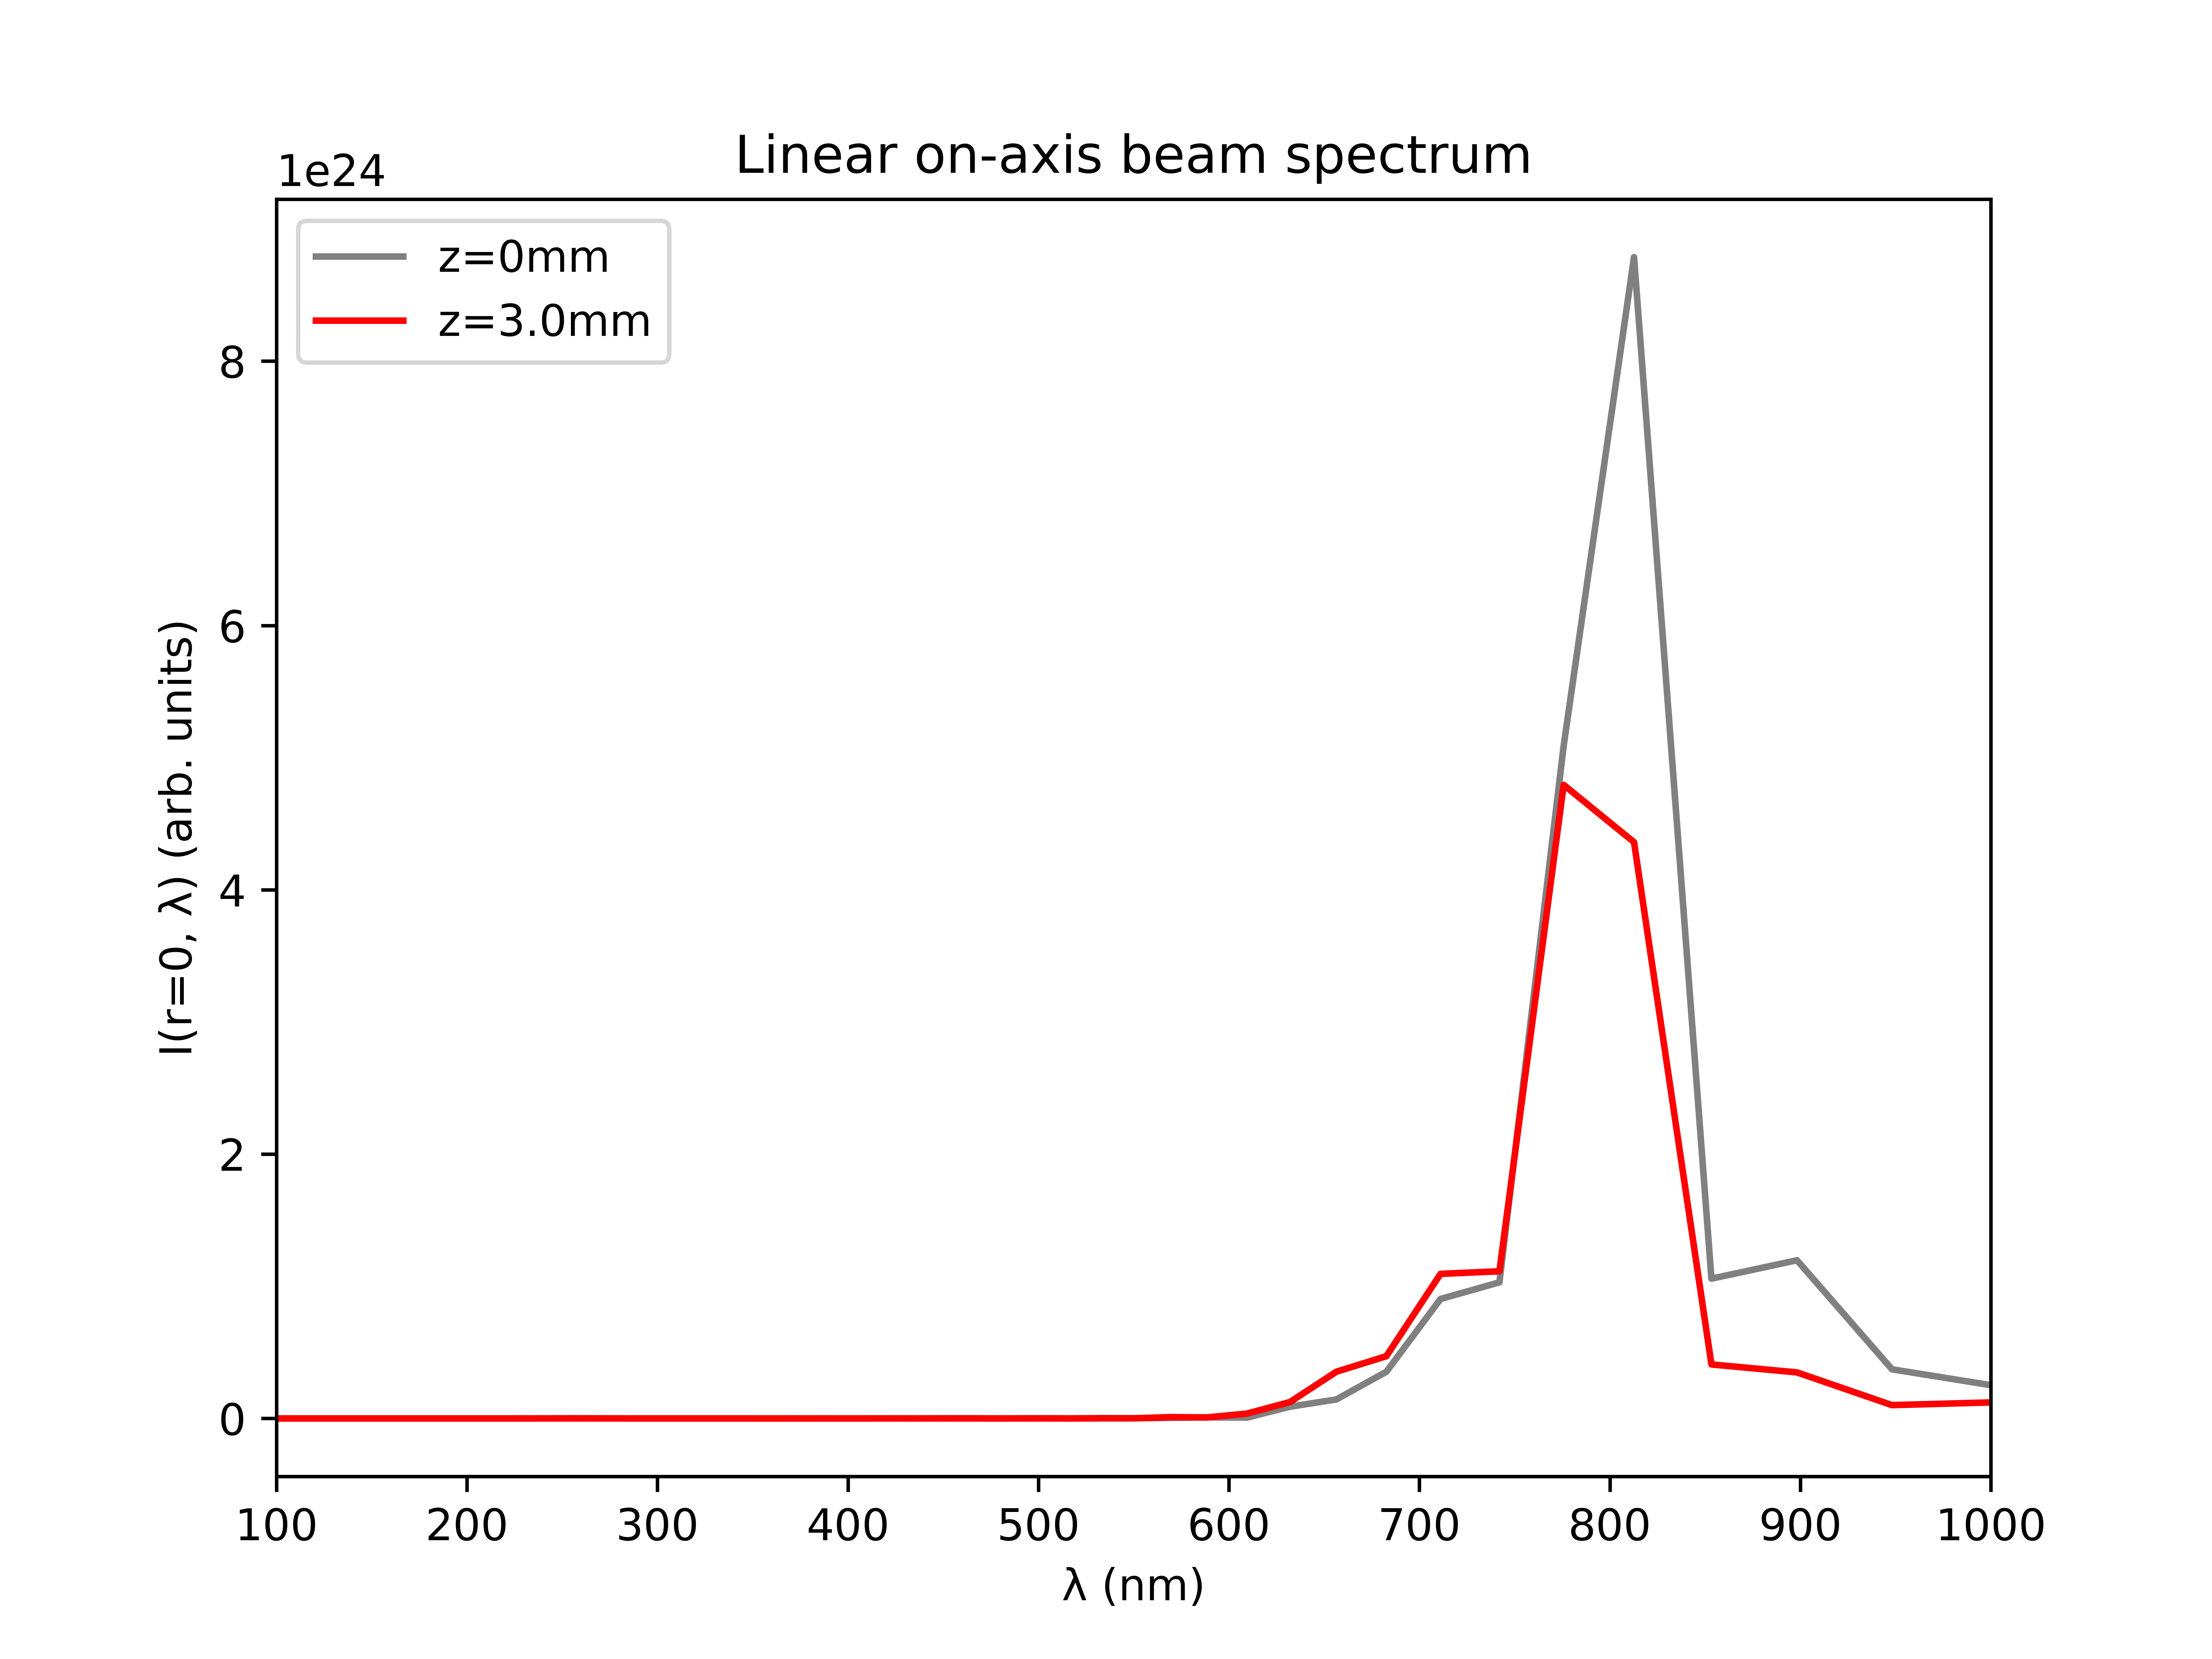 Linear on-axis beam spectrum
1e24
z=0mm
z=3.0mm
8
6
4
2
0
I(r=0, λ) (arb. units)
100 200 300 400 500 600 700 800 900 1000
λ (nm)